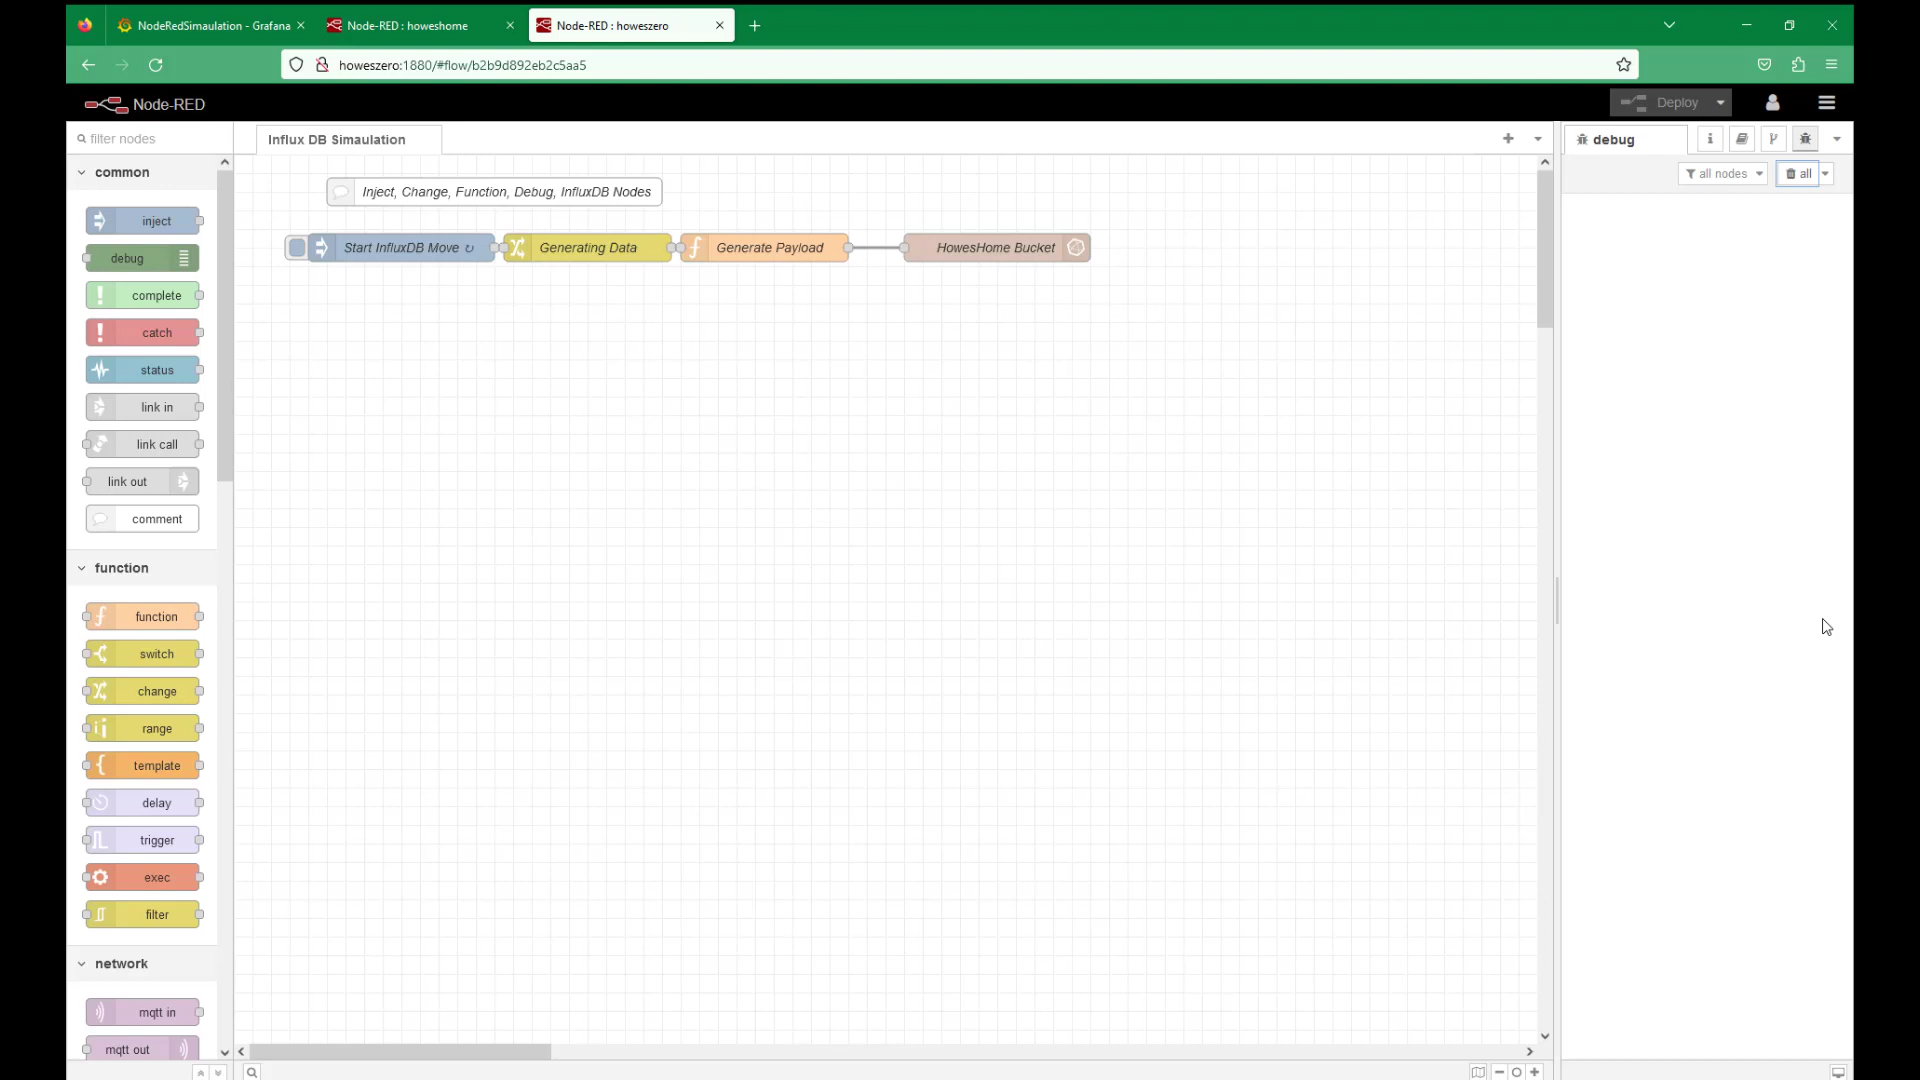 NodeRedSimaulation - Grafana
Node-RED : howeshome
Node-RED : howeszero
howeszero:1880/#flow/b2b9d892eb2c5aa5
Node-RED
Deploy
filter nodes
Influx DB Simaulation
debug
all nodes
all
common
inject
debug
complete
catch
status
link in
link call
link out
comment
function
function
switch
change
range
template
delay
trigger
exec
filter
network
mqtt in
mqtt out
Inject, Change, Function, Debug, InfluxDB Nodes
Start InfluxDB Move ↻
Generating Data
Generate Payload
HowesHome Bucket